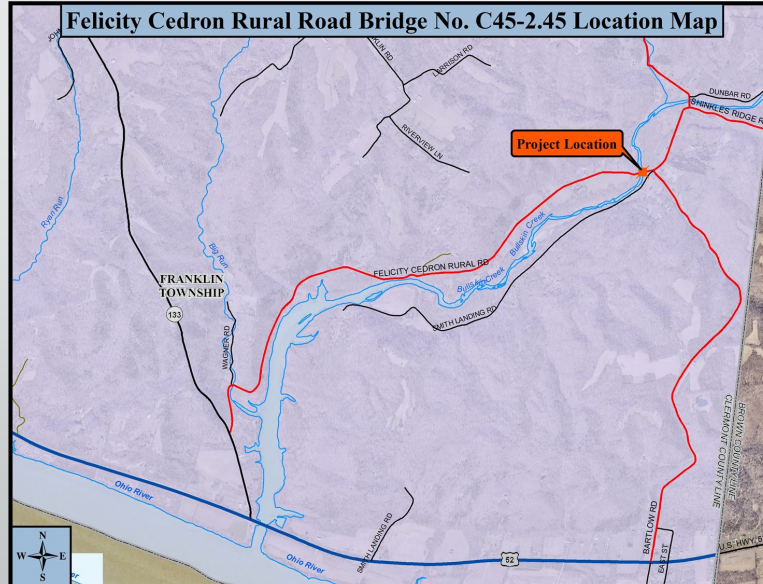 Felicity Cedron Rural Road Bridge No. C45-2.45 Location Map
LARRISON RD
RIVERVIEW LN
DUNBAR RD
SHINKLES RIDGE R
Project Location
Ryan Run
Big Run
FRANKLIN
TOWNSHIP
133
WAGNER RD
FELICITY CEDRON RURAL RD
Bullskin Creek
Bullskin Creek
SMITH LANDING RD
BROWN COUNTY LINE
CLERMONT COUNTY LINE
Ohio River
Ohio River
SMITH LANDING RD
52
BARTLOW RD
EAST ST
U.S. HWY. 5
N
W
E
S